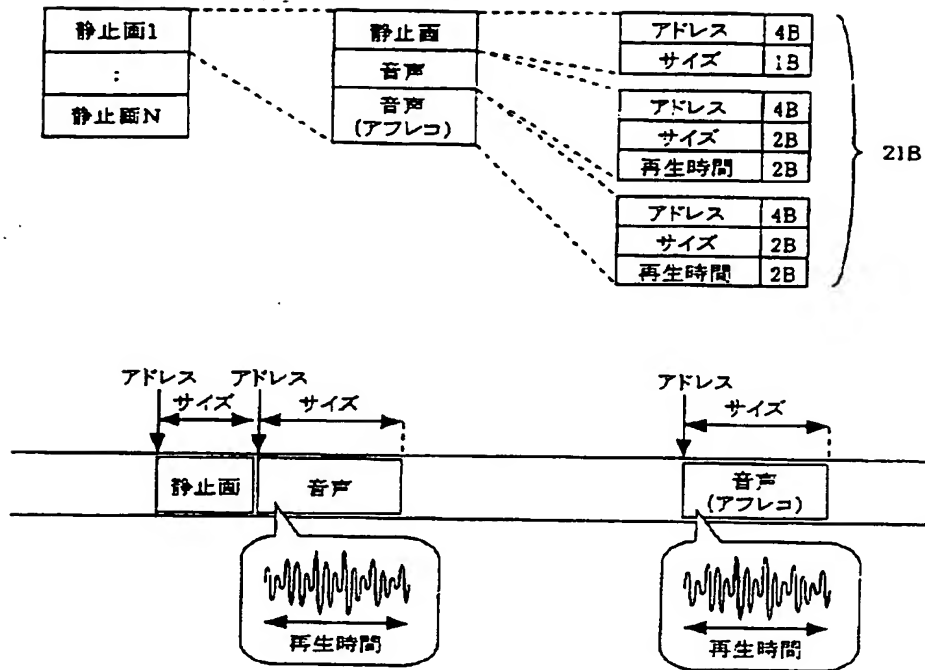 静止画1
:
静止画N
静止画
音声
音声
(アフレコ)
アドレス 4B
サイズ 1B
アドレス 4B
サイズ 2B
再生時間 2B
アドレス 4B
サイズ 2B
再生時間 2B
21B
アドレス アドレス アドレス
サイズ サイズ サイズ
静止画 音声 音声
(アフレコ)
再生時間 再生時間